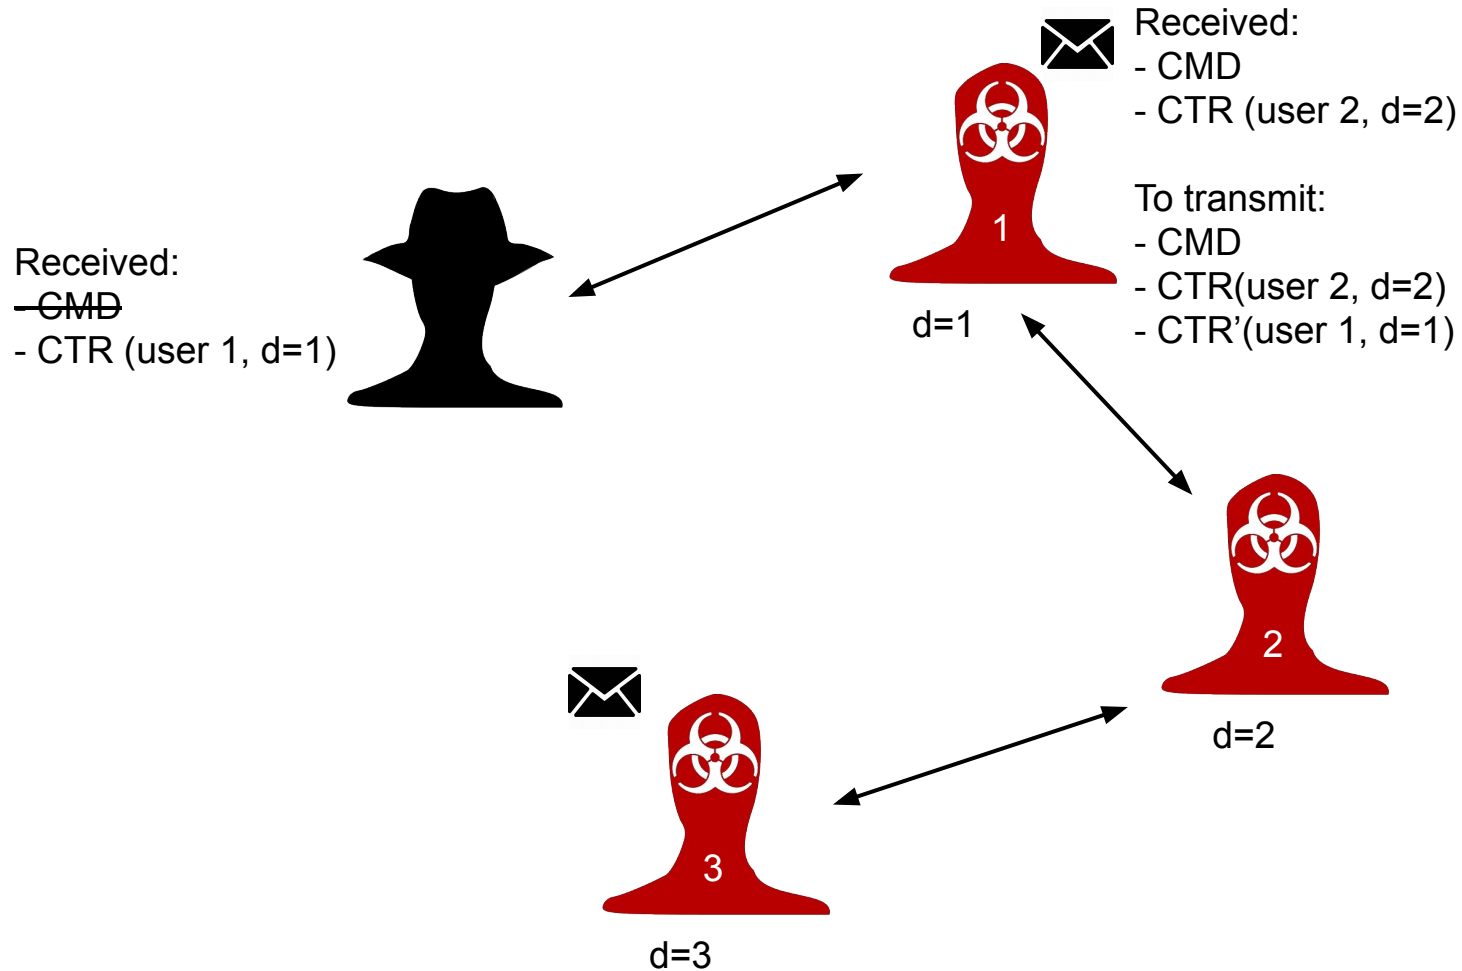 Received:
- CMD
- CTR (user 2, d=2)
To transmit:
- CMD
- CTR(user 2, d=2)
- CTR’(user 1, d=1)
1
d=1
Received:
- CMD
- CTR (user 1, d=1)
2
d=2
3
d=3